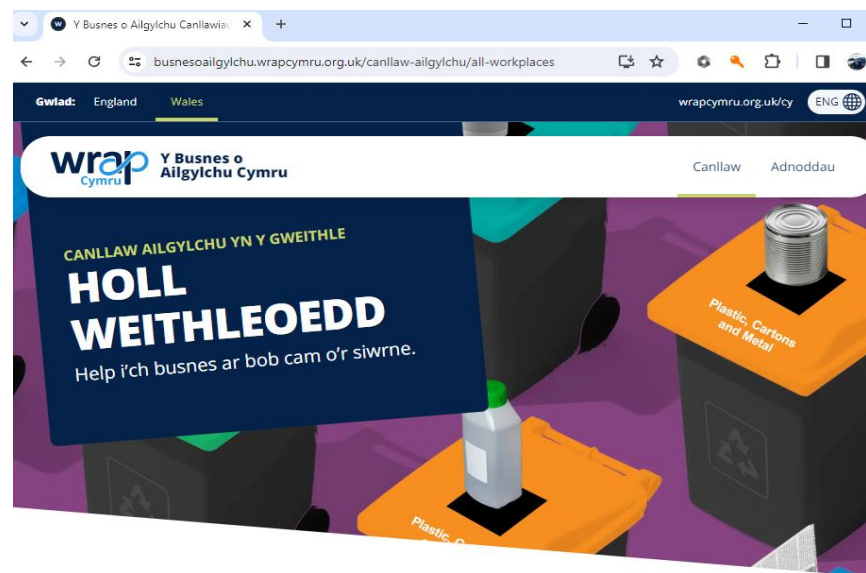 Y Busnes o Ailgylchu Canllawiau
busnesoailgylchu.wrapcymru.org.uk/canllaw-ailgylchu/all-workplaces
Gwlad: England Wales wrapcymru.org.uk/cy ENG
wrap Cymru
Y Busnes o
Ailgylchu Cymru
Canllaw Adnoddau
CANLLAW AILGYLCHU YN Y GWEITHLE
HOLL
WEITHLEOEDD
Help i'ch busnes ar bob cam o'r siwrne.
Plastic, Cartons
and Metal
Plastic, C